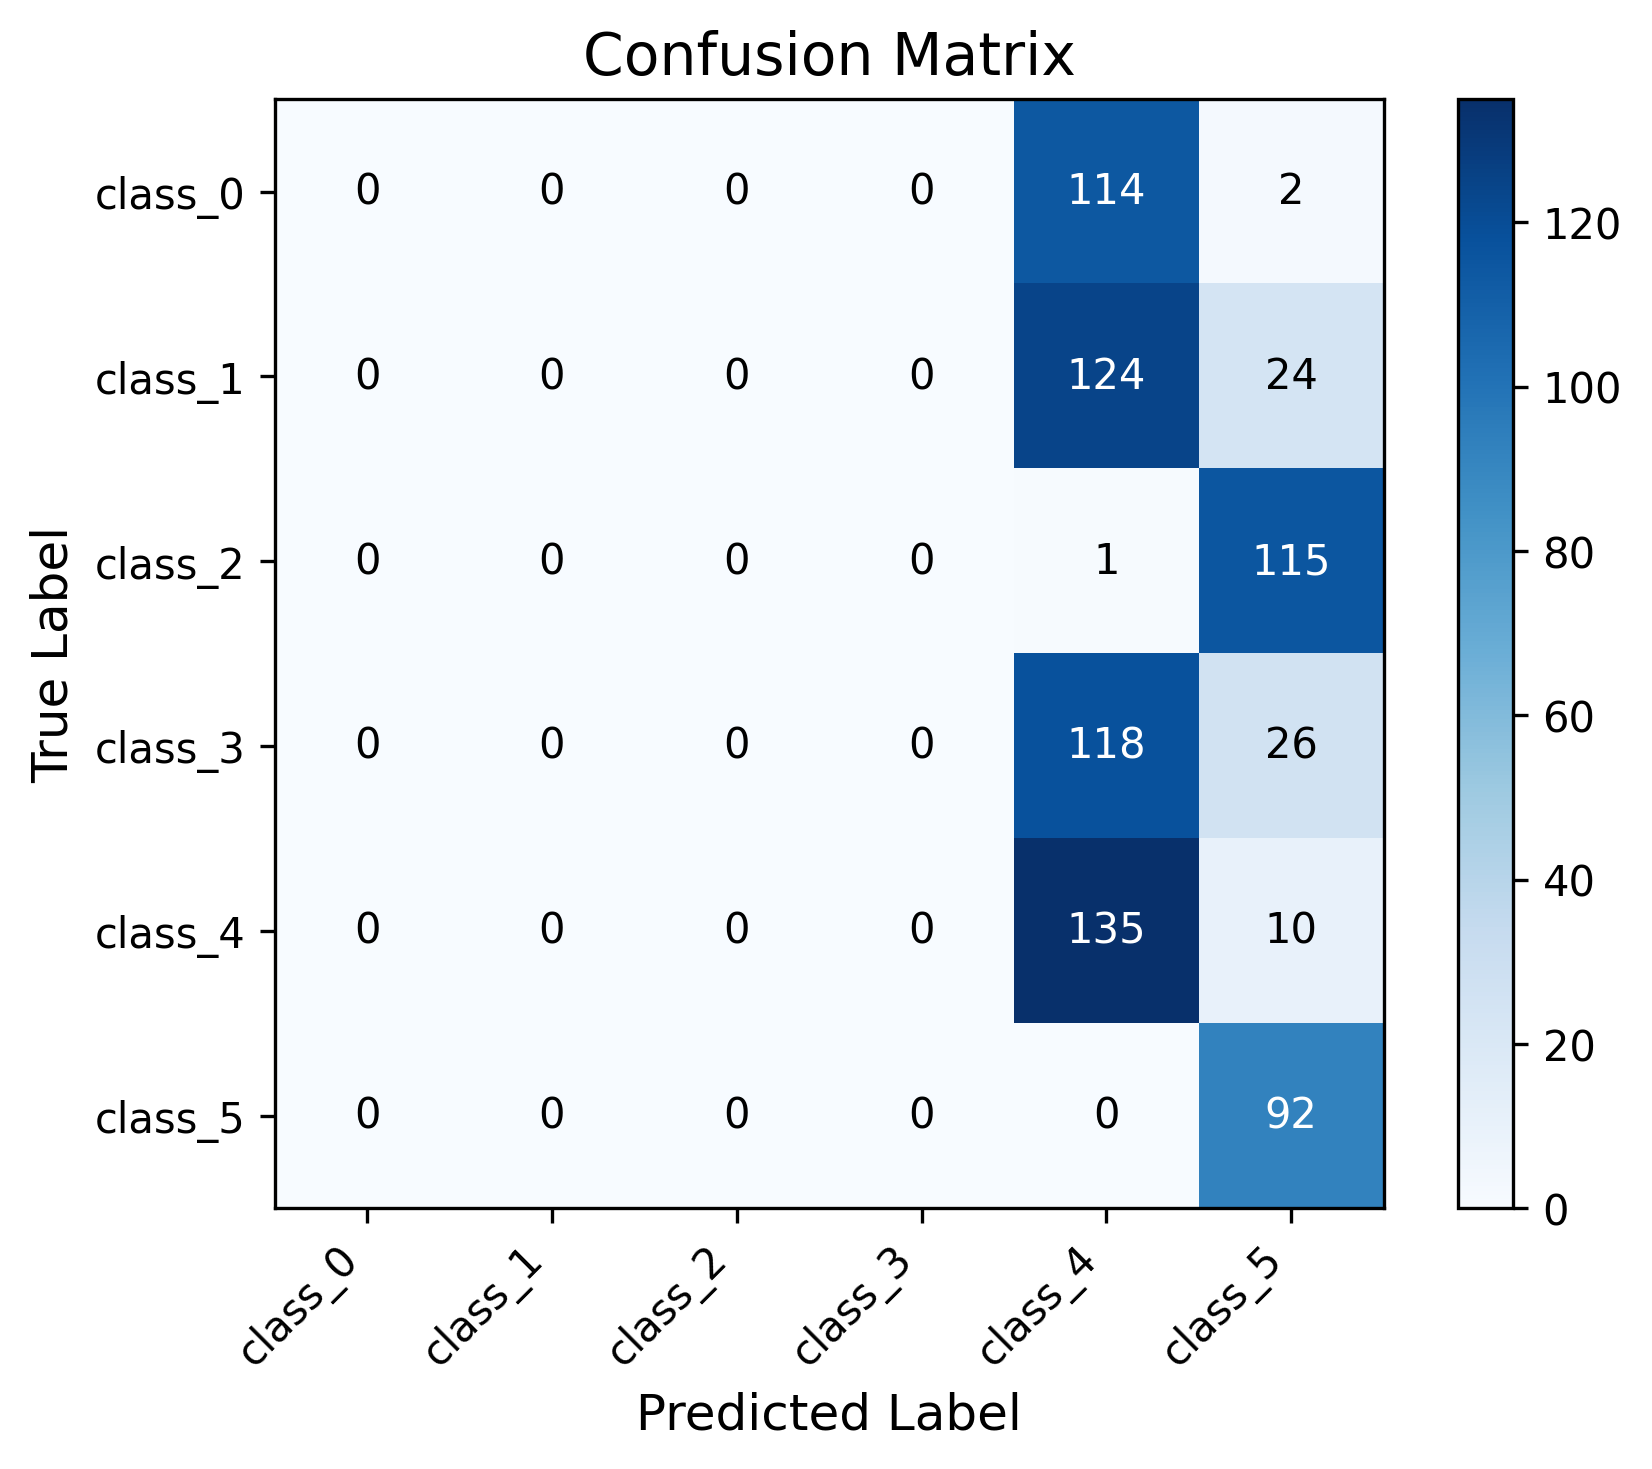 Confusion Matrix
True Label
class_0 0 0 0 0 114 2
class_1 0 0 0 0 124 24
class_2 0 0 0 0 1 115
class_3 0 0 0 0 118 26
class_4 0 0 0 0 135 10
class_5 0 0 0 0 0 92
class_0 class_1 class_2 class_3 class_4 class_5
Predicted Label
120
100
80
60
40
20
0